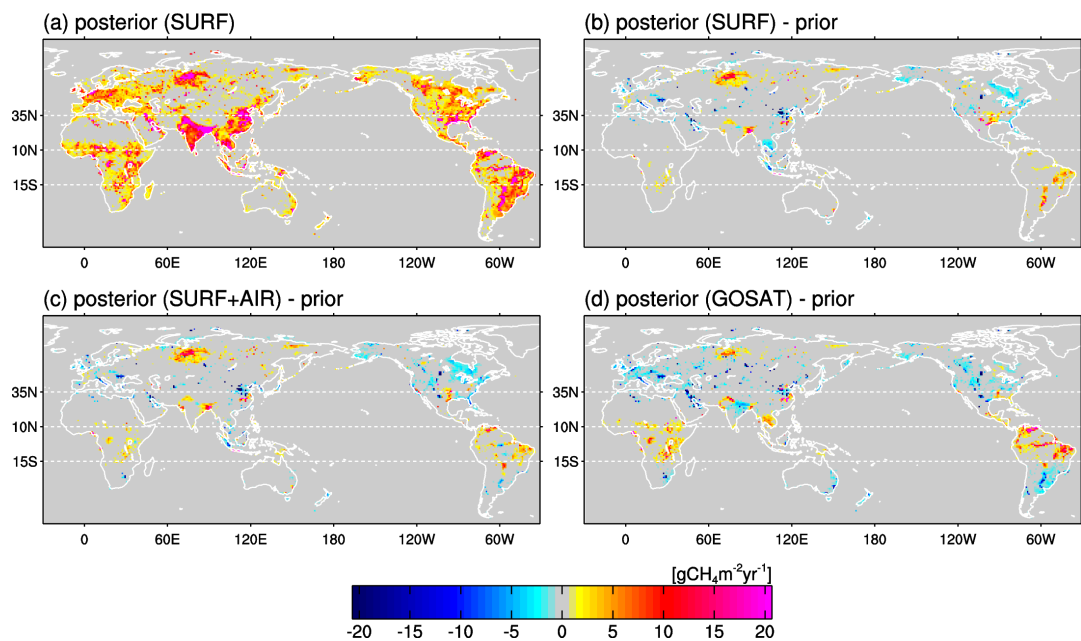 (a) posterior (SURF)
(b) posterior (SURF) - prior
35N
10N
15S
35N
10N
15S
0 60E 120E 180 120W 60W
0 60E 120E 180 120W 60W
(c) posterior (SURF+AIR) - prior
(d) posterior (GOSAT) - prior
35N
10N
15S
35N
10N
15S
0 60E 120E 180 120W 60W
0 60E 120E 180 120W 60W
[gCH₄m⁻²yr⁻¹]
-20 -15 -10 -5 0 5 10 15 20